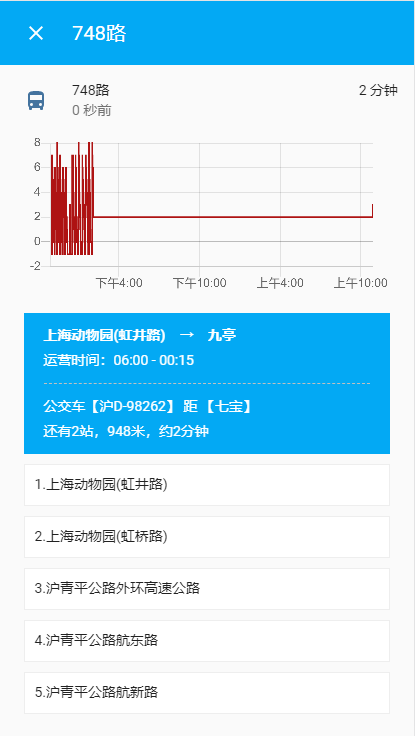 748路
748路
2 分钟
0 秒前
8
6
4
2
0
-2
下午4:00 下午10:00 上午4:00 上午10:00
上海动物园(虹井路) → 九亭
运营时间：06:00 - 00:15
公交车【沪D-98262】 距 【七宝】
还有2站，948米，约2分钟
1.上海动物园(虹井路)
2.上海动物园(虹桥路)
3.沪青平公路外环高速公路
4.沪青平公路航东路
5.沪青平公路航新路